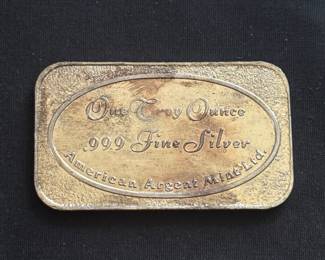 One Troy Ounce
999 Fine Silver
American Argent Mint Ltd.